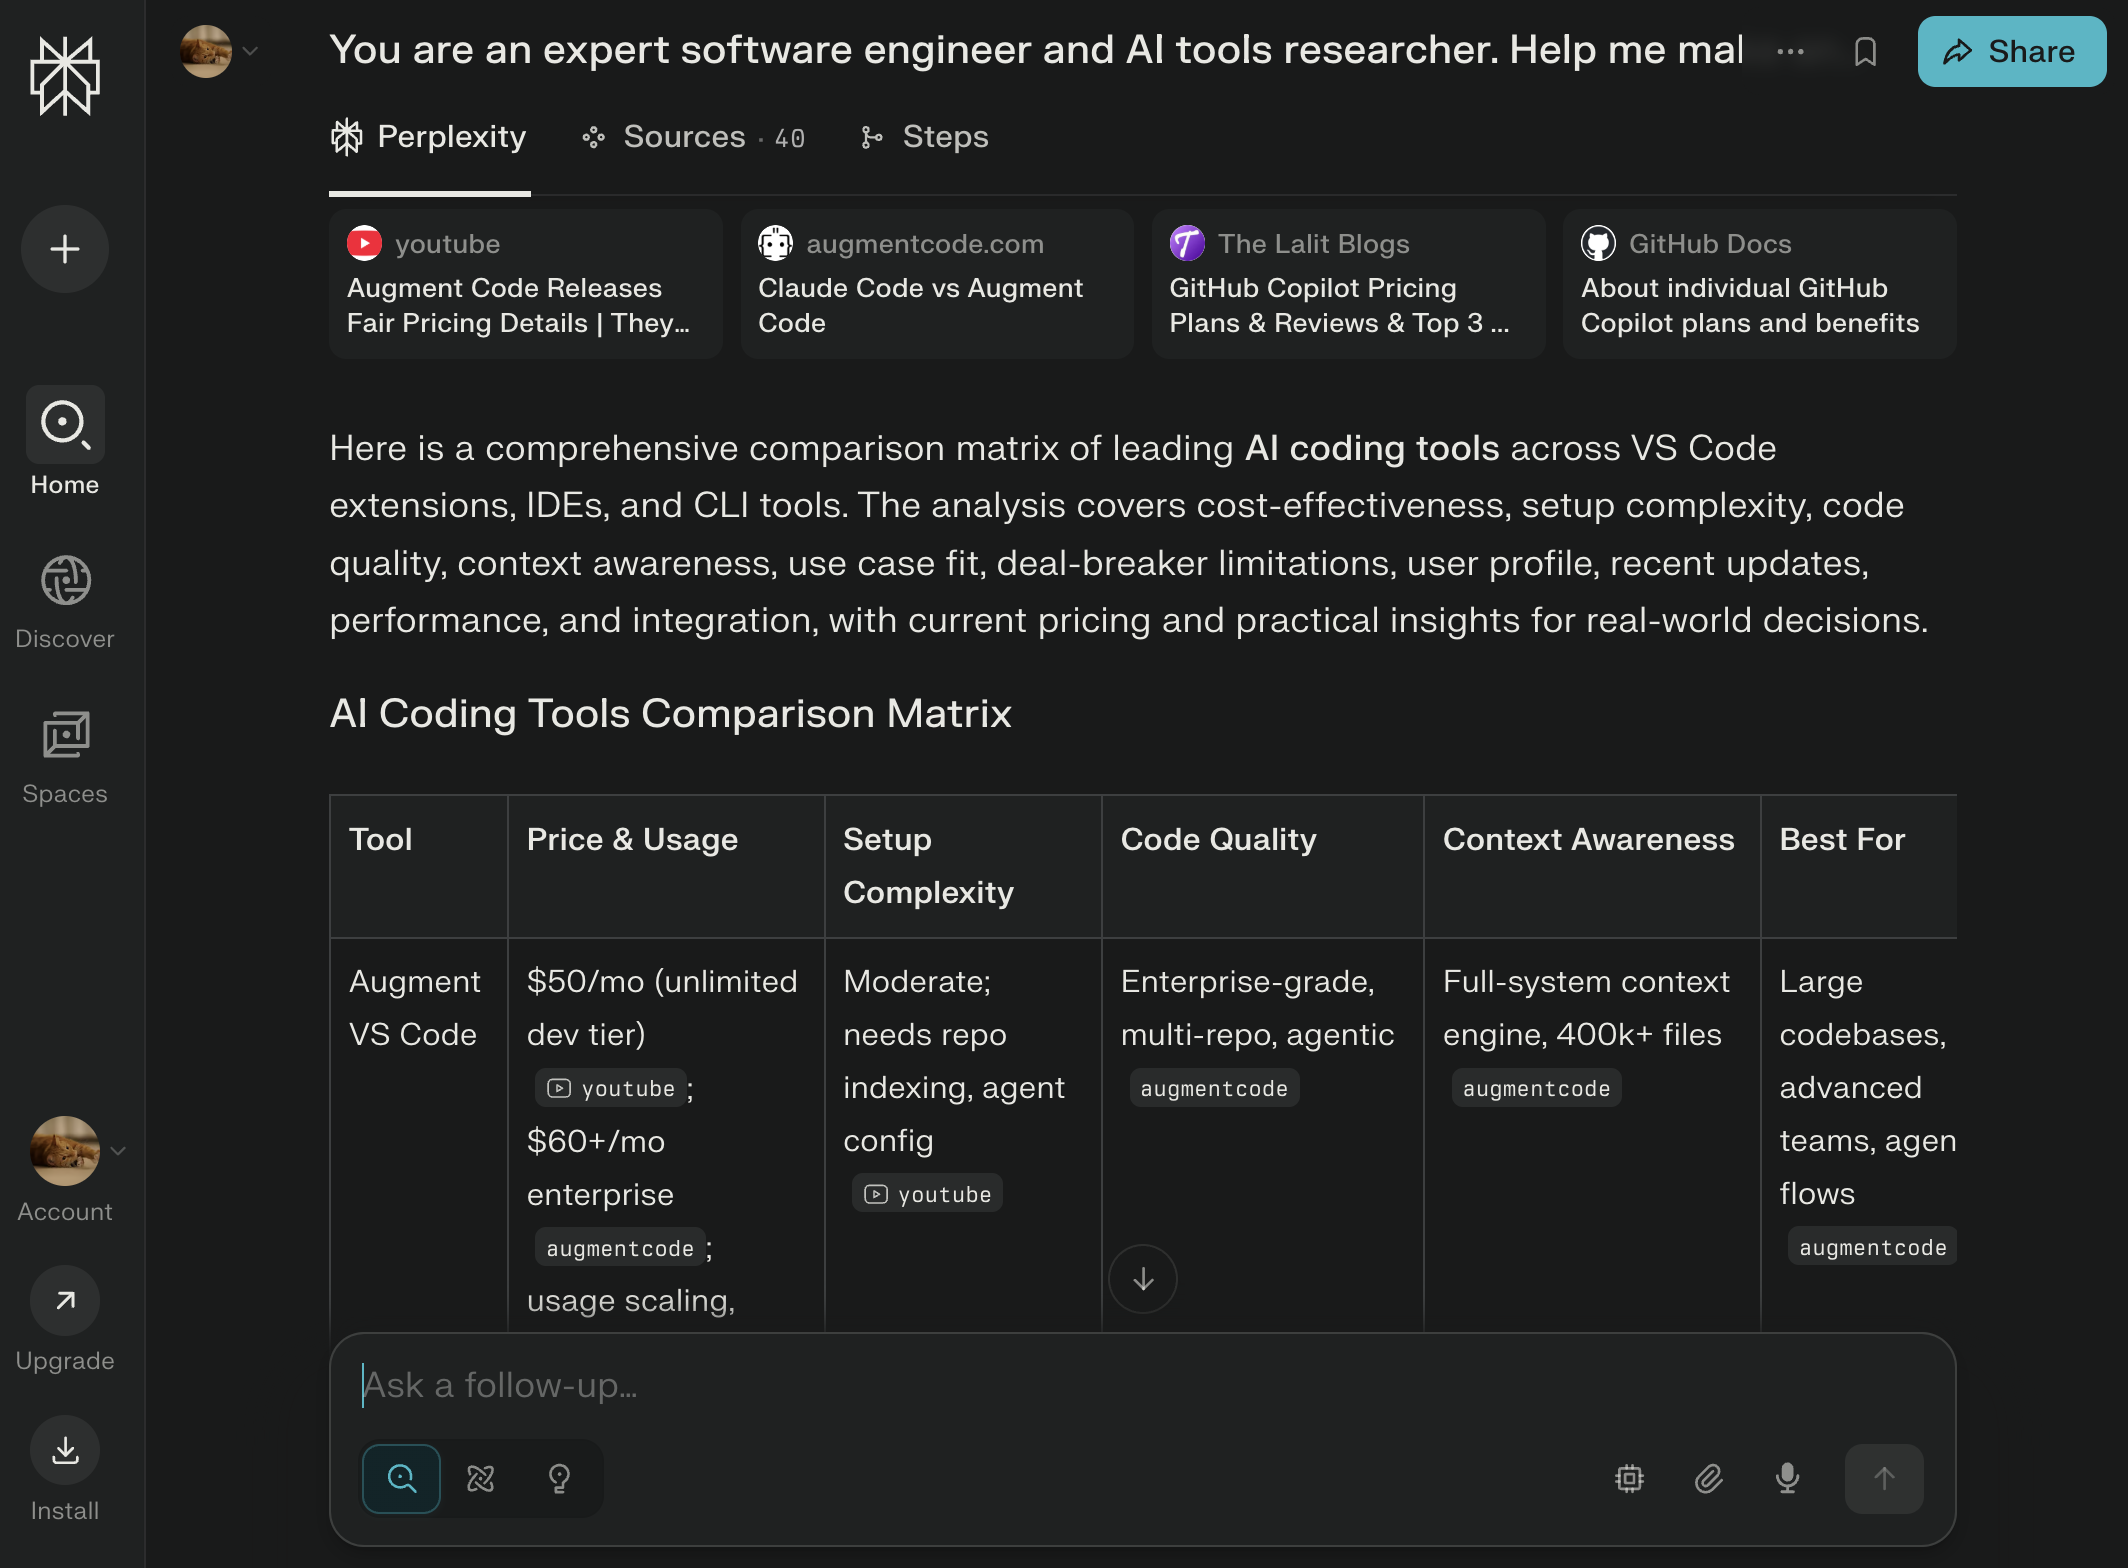 You are an expert software engineer and AI tools researcher. Help me mal
Share
Perplexity
Sources · 40
Steps
youtube
Augment Code Releases
Fair Pricing Details | They...
augmentcode.com
Claude Code vs Augment
Code
The Lalit Blogs
GitHub Copilot Pricing
Plans & Reviews & Top 3 ...
GitHub Docs
About individual GitHub
Copilot plans and benefits
Home
Discover
Spaces
Account
Upgrade
Install
Here is a comprehensive comparison matrix of leading AI coding tools across VS Code
extensions, IDEs, and CLI tools. The analysis covers cost-effectiveness, setup complexity, code
quality, context awareness, use case fit, deal-breaker limitations, user profile, recent updates,
performance, and integration, with current pricing and practical insights for real-world decisions.
AI Coding Tools Comparison Matrix
Tool
Price & Usage
Setup
Complexity
Code Quality
Context Awareness
Best For
Augment
VS Code
$50/mo (unlimited
dev tier)
youtube;
$60+/mo
enterprise
augmentcode;
usage scaling,
Moderate;
needs repo
indexing, agent
config
youtube
Enterprise-grade,
multi-repo, agentic
augmentcode
Full-system context
engine, 400k+ files
augmentcode
Large
codebases,
advanced
teams, agen
flows
augmentcode
Ask a follow-up...